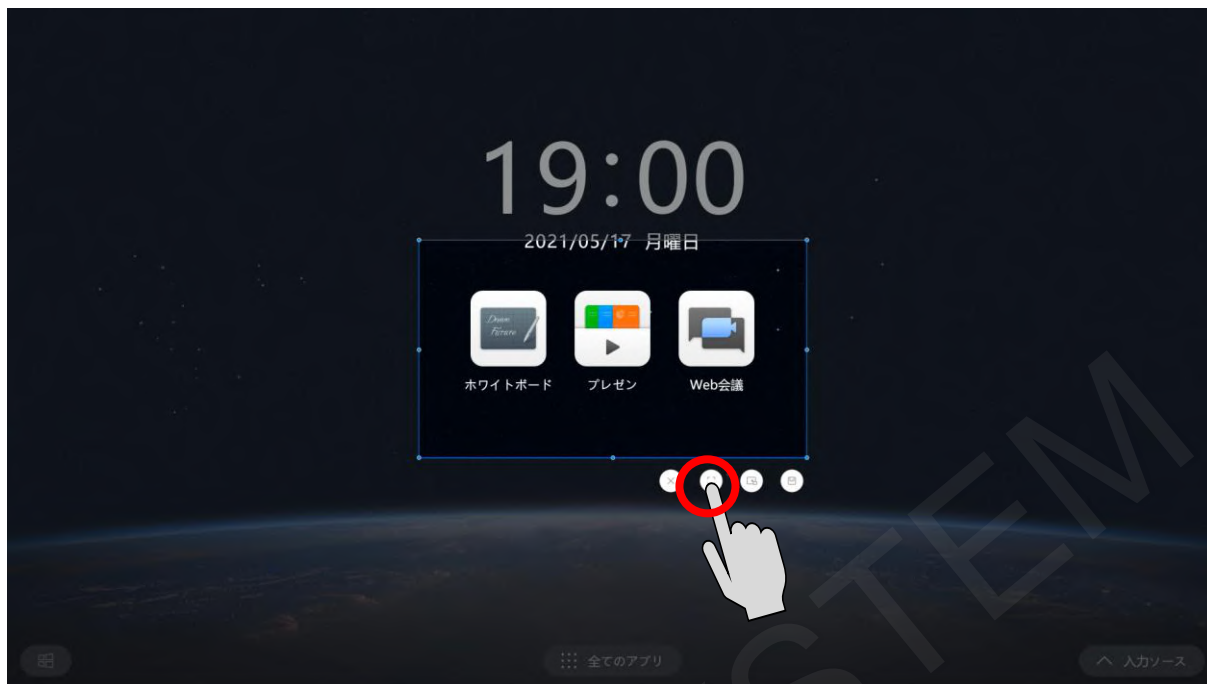 19:00
2021/05/17 月曜日
Dream
ホワイトボード
プレゼン
Web会議
全てのアプリ
入力ソース
STEM